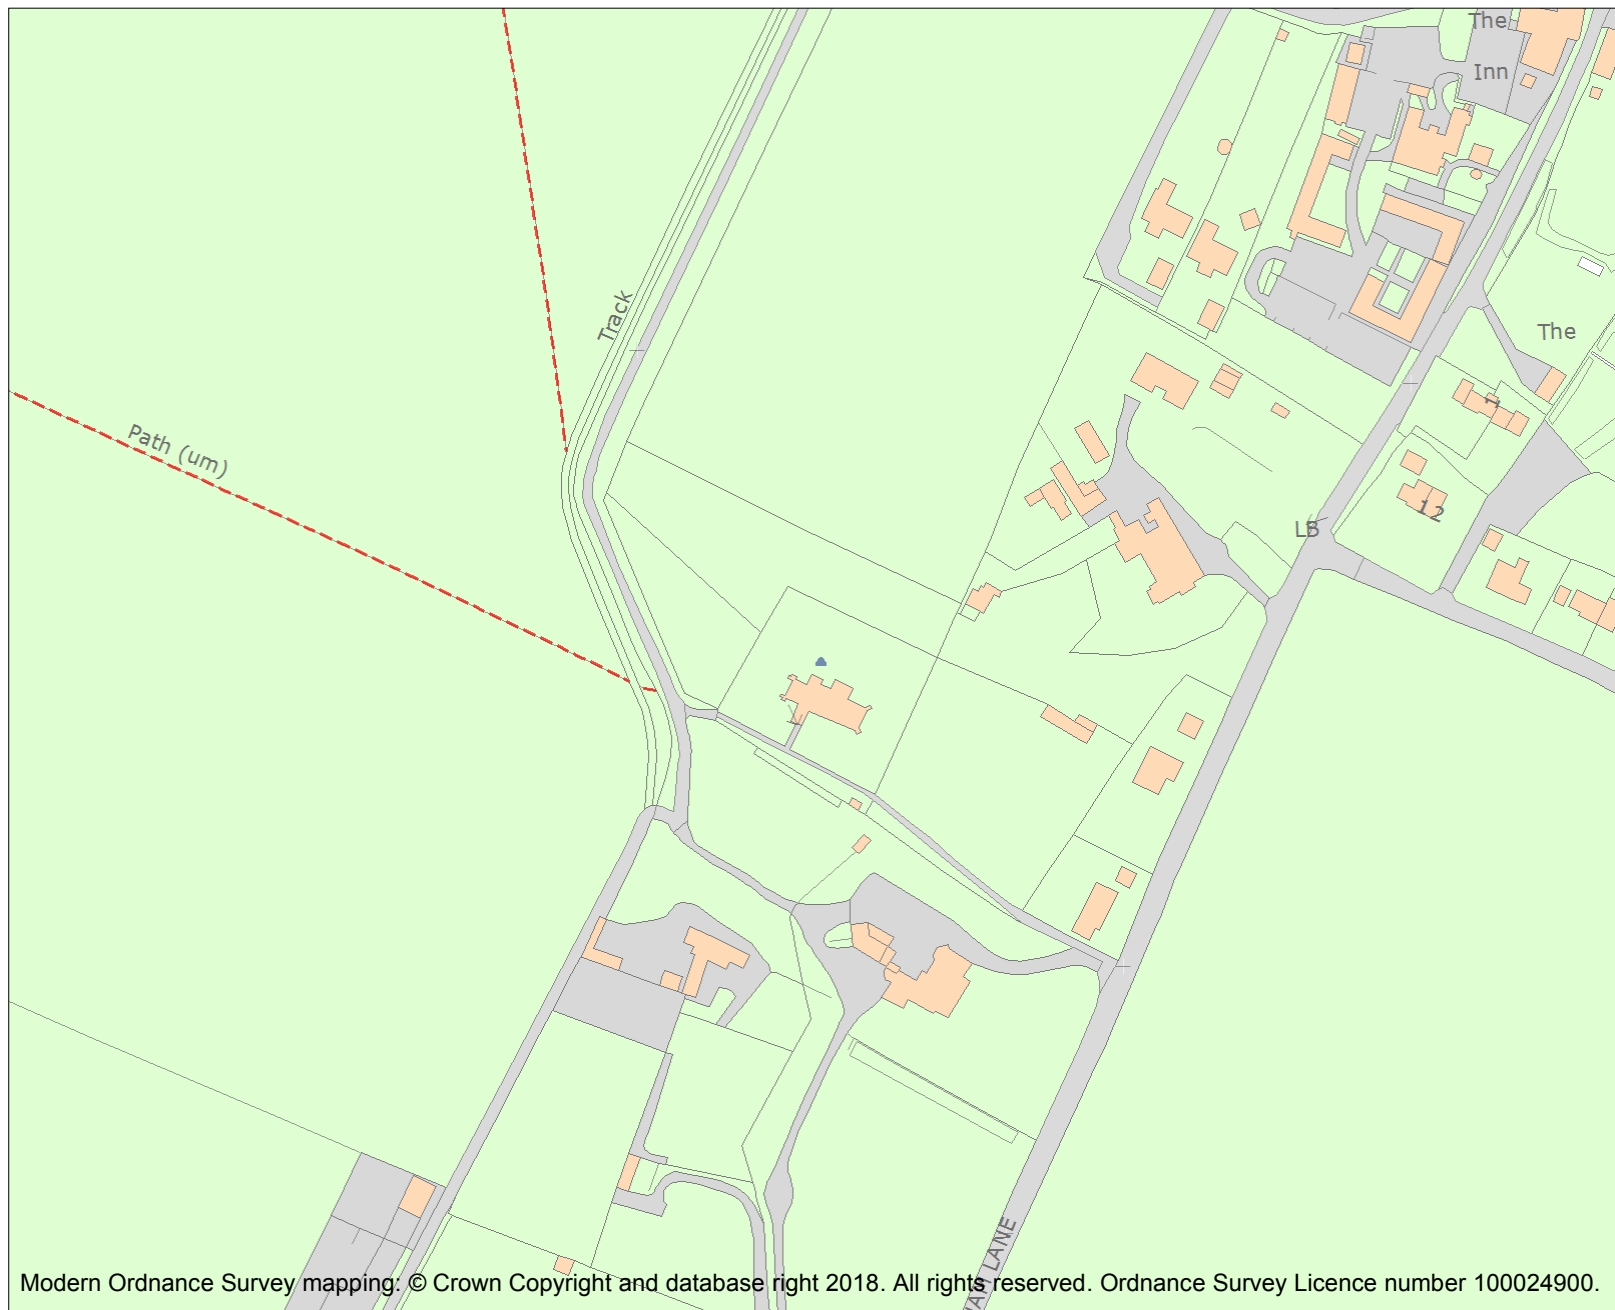 The
Inn
Track
The
Path (um)
1
12
LB
LANE
Modern Ordnance Survey mapping: © Crown Copyright and database right 2018. All rights reserved. Ordnance Survey Licence number 100024900.